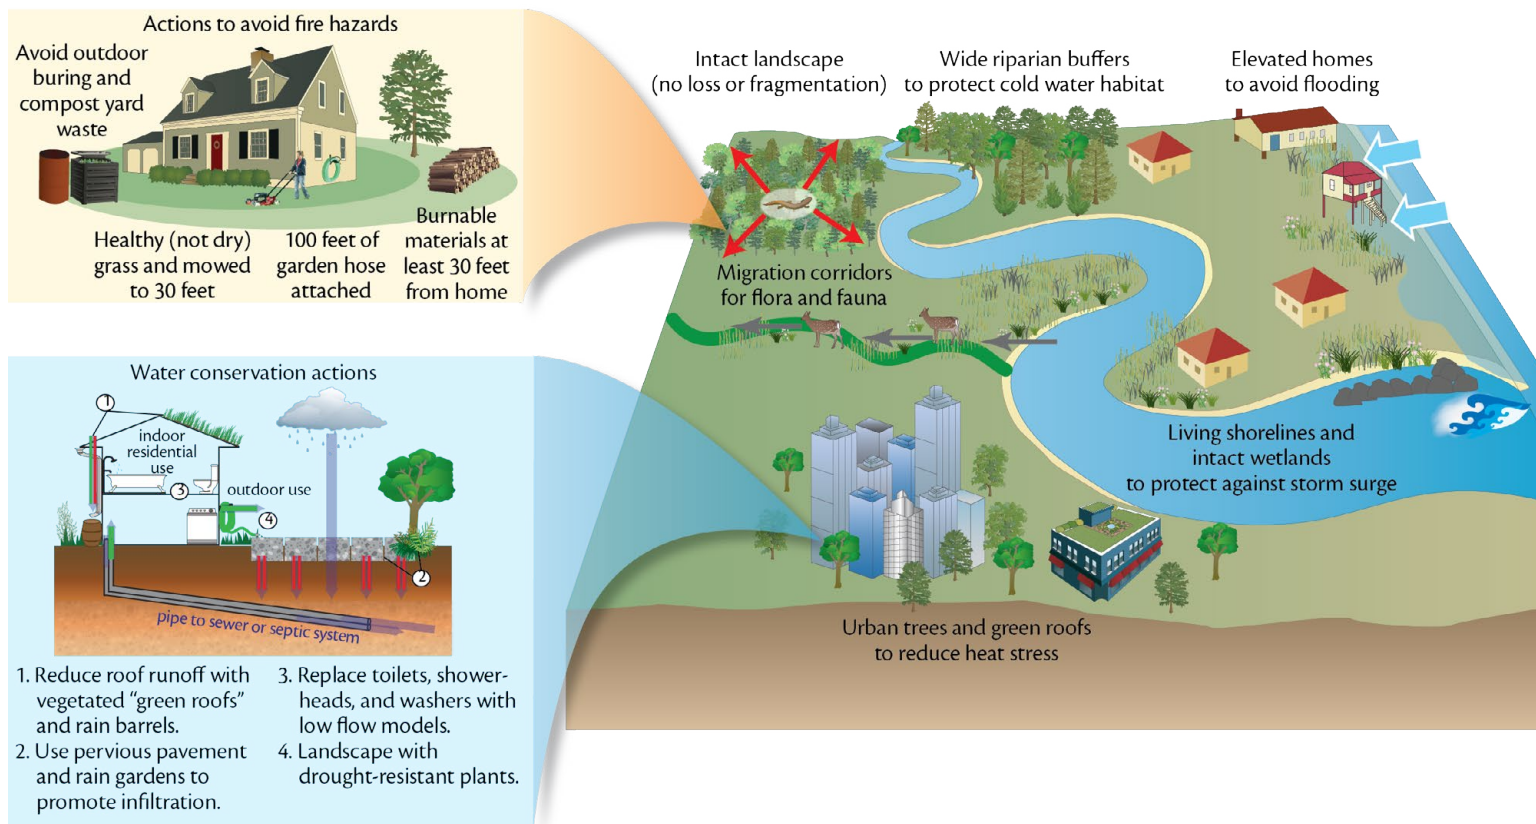 Actions to avoid fire hazards
Avoid outdoor
buring and
compost yard
waste
Healthy (not dry)
grass and mowed
to 30 feet
100 feet of
garden hose
attached
Burnable
materials at
least 30 feet
from home
Intact landscape
(no loss or fragmentation)
Wide riparian buffers
to protect cold water habitat
Elevated homes
to avoid flooding
Migration corridors
for flora and fauna
Living shorelines and
intact wetlands
to protect against storm surge
Urban trees and green roofs
to reduce heat stress
Water conservation actions
1
indoor
residential
use
3
outdoor use
4
2
pipe to sewer or septic system
1. Reduce roof runoff with
vegetated “green roofs”
and rain barrels.
2. Use pervious pavement
and rain gardens to
promote infiltration.
3. Replace toilets, shower-
heads, and washers with
low flow models.
4. Landscape with
drought-resistant plants.